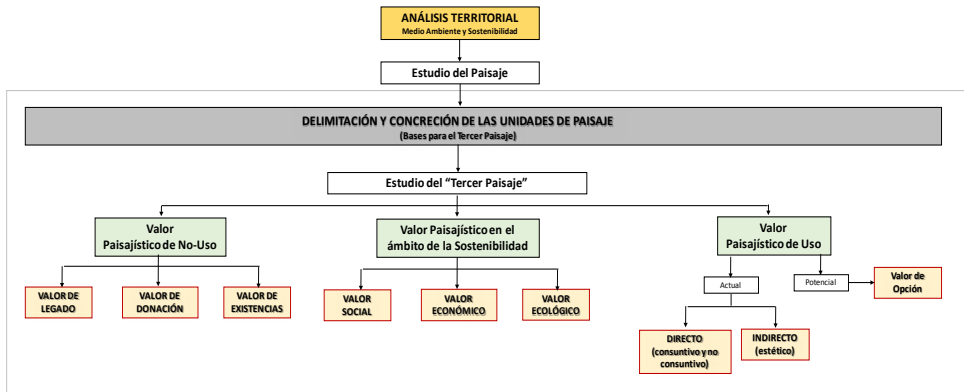 ANÁLISIS TERRITORIAL
Medio Ambiente y Sostenibilidad
Estudio del Paisaje
DELIMITACIÓN Y CONCRECIÓN DE LAS UNIDADES DE PAISAJE
(Bases para el Tercer Paisaje)
Estudio del “Tercer Paisaje”
Valor
Paisajístico de No-Uso
Valor Paisajístico en el
ámbito de la Sostenibilidad
Valor
Paisajístico de Uso
VALOR DE
LEGADO
VALOR DE
DONACIÓN
VALOR DE
EXISTENCIAS
VALOR
SOCIAL
VALOR
ECONÓMICO
VALOR
ECOLÓGICO
Actual
Potencial
Valor de
Opción
DIRECTO
(consuntivo y no
consuntivo)
INDIRECTO
(estético)